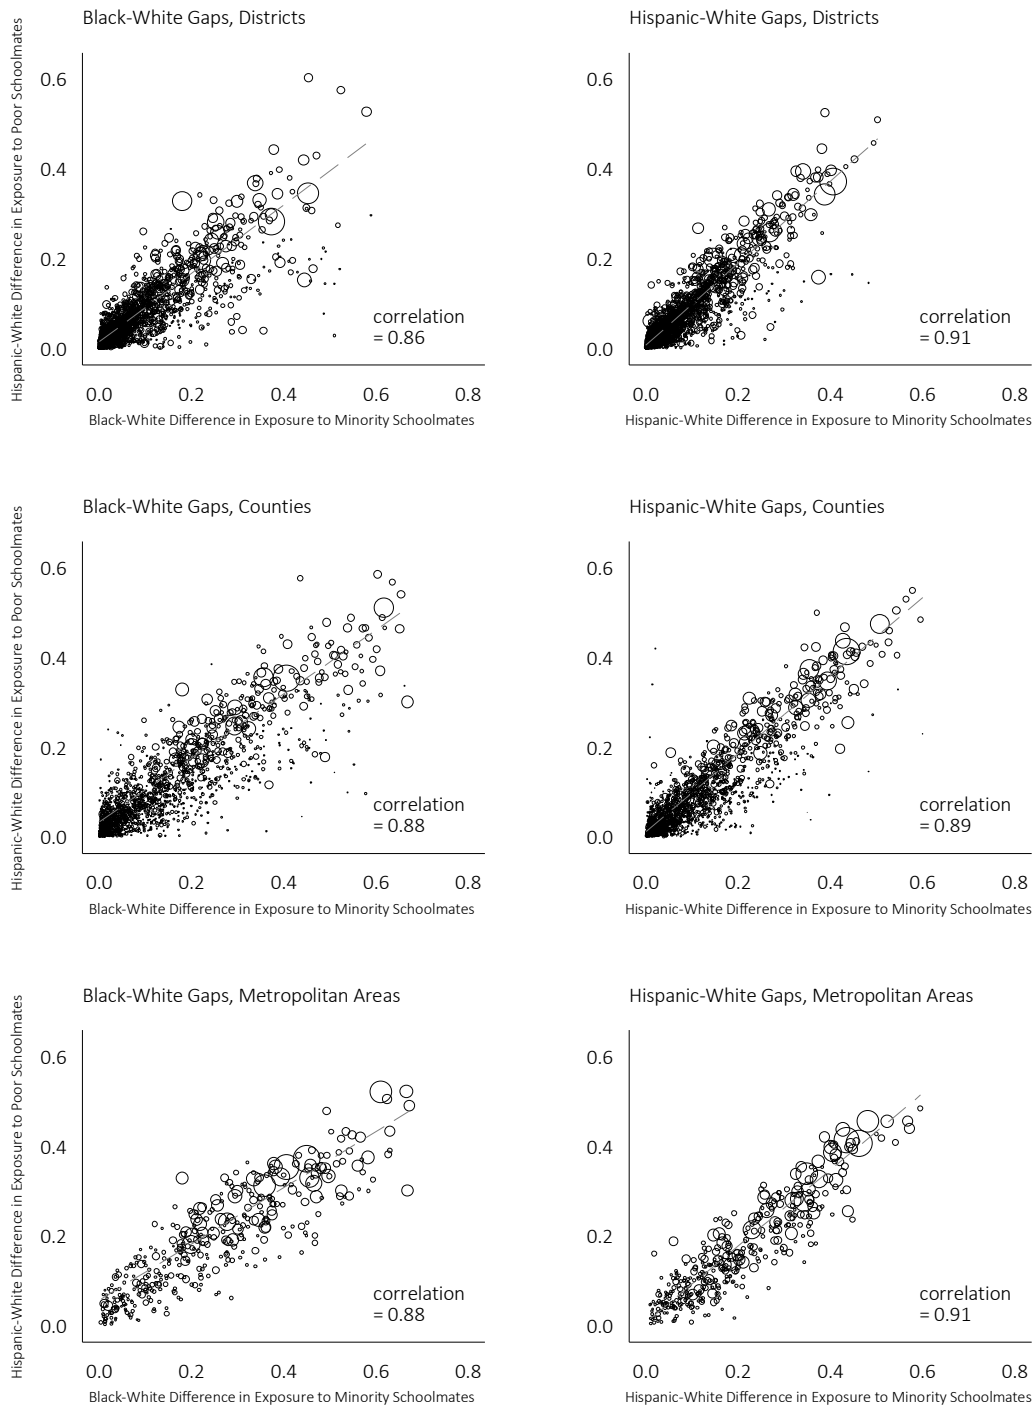 Black-White Gaps, Districts
Hispanic-White Difference in Exposure to Poor Schoolmates
0.6
0.4
0.2
0.0
correlation
= 0.86
0.0 0.2 0.4 0.6 0.8
Black-White Difference in Exposure to Minority Schoolmates
Hispanic-White Gaps, Districts
0.6
0.4
0.2
0.0
correlation
= 0.91
0.0 0.2 0.4 0.6 0.8
Hispanic-White Difference in Exposure to Minority Schoolmates
Black-White Gaps, Counties
Hispanic-White Difference in Exposure to Poor Schoolmates
0.6
0.4
0.2
0.0
correlation
= 0.88
0.0 0.2 0.4 0.6 0.8
Black-White Difference in Exposure to Minority Schoolmates
Hispanic-White Gaps, Counties
0.6
0.4
0.2
0.0
correlation
= 0.89
0.0 0.2 0.4 0.6 0.8
Hispanic-White Difference in Exposure to Minority Schoolmates
Black-White Gaps, Metropolitan Areas
Hispanic-White Difference in Exposure to Poor Schoolmates
0.6
0.4
0.2
0.0
correlation
= 0.88
0.0 0.2 0.4 0.6 0.8
Black-White Difference in Exposure to Minority Schoolmates
Hispanic-White Gaps, Metropolitan Areas
0.6
0.4
0.2
0.0
correlation
= 0.91
0.0 0.2 0.4 0.6 0.8
Hispanic-White Difference in Exposure to Minority Schoolmates